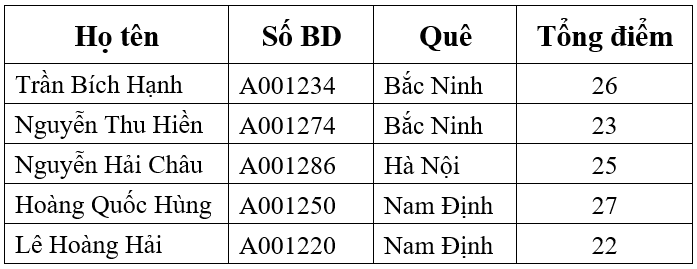 Họ tên Số BD Quê Tổng điểm
Trần Bích Hạnh A001234 Bắc Ninh 26
Nguyễn Thu Hiền A001274 Bắc Ninh 23
Nguyễn Hải Châu A001286 Hà Nội 25
Hoàng Quốc Hùng A001250 Nam Định 27
Lê Hoàng Hải A001220 Nam Định 22